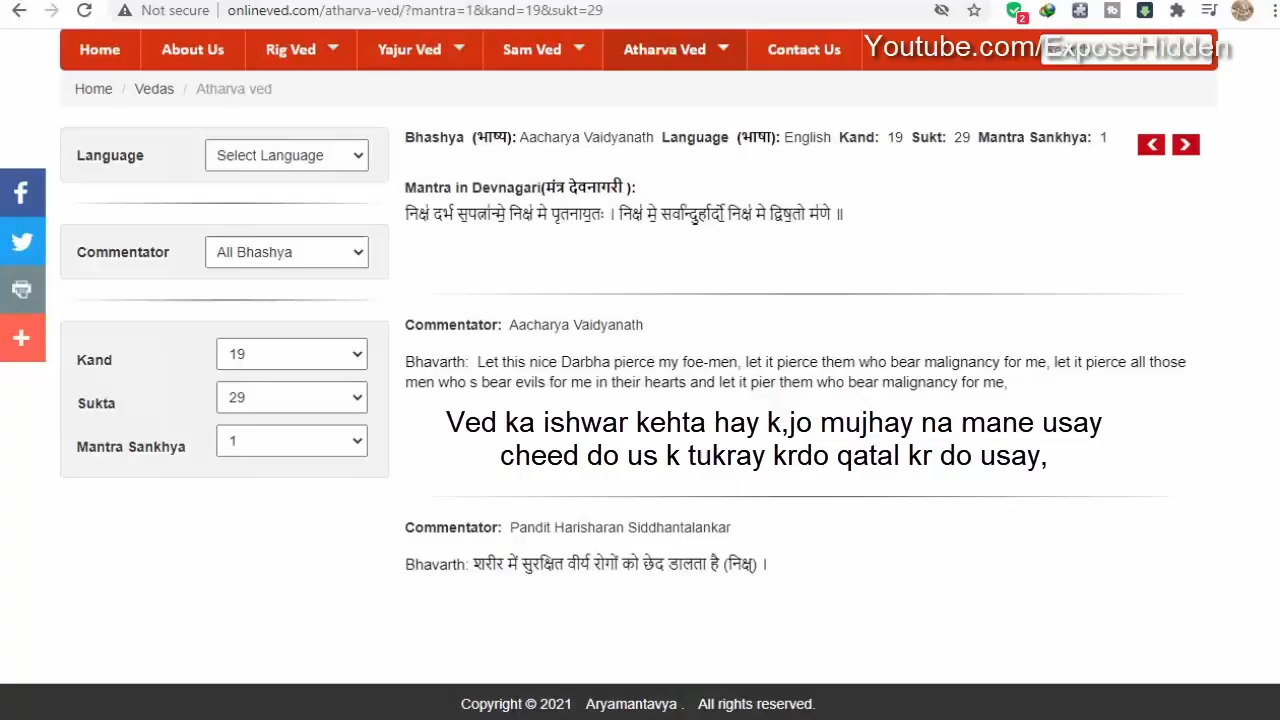 Not secure | onlineved.com/atharva-ved/?mantra=1&kand=19&sukt=29
2
Home About Us Rig Ved Yajur Ved Sam Ved Atharva Ved Contact Us Youtube.com/ExposeHidden
Home / Vedas / Atharva ved
Language Select Language
Commentator All Bhashya
Kand 19
Sukta 29
Mantra Sankhya 1
Bhashya (भाष्य): Aacharya Vaidyanath Language (भाषा): English Kand: 19 Sukt: 29 Mantra Sankhya: 1
Mantra in Devnagari(मंत्र देवनागरी ):
निक्ष॑ दर्भ स॒पत्ना॑न्मे॒ निक्ष॑ मे पृतनाय॒तः । निक्ष॑ मे॒ सर्वा॑न्दु॒र्हार्दो॒ निक्ष॑ मे द्विष॒तो म॑णे ॥
Commentator: Aacharya Vaidyanath
Bhavarth: Let this nice Darbha pierce my foe-men, let it pierce them who bear malignancy for me, let it pierce all those
men who s bear evils for me in their hearts and let it pier them who bear malignancy for me,
Ved ka ishwar kehta hay k,jo mujhay na mane usay
cheed do us k tukray krdo qatal kr do usay,
Commentator: Pandit Harisharan Siddhantalankar
Bhavarth: शरीर में सुरक्षित वीर्य रोगों को छेद डालता है (निक्ष्) ।
Copyright © 2021 Aryamantavya . All rights reserved.